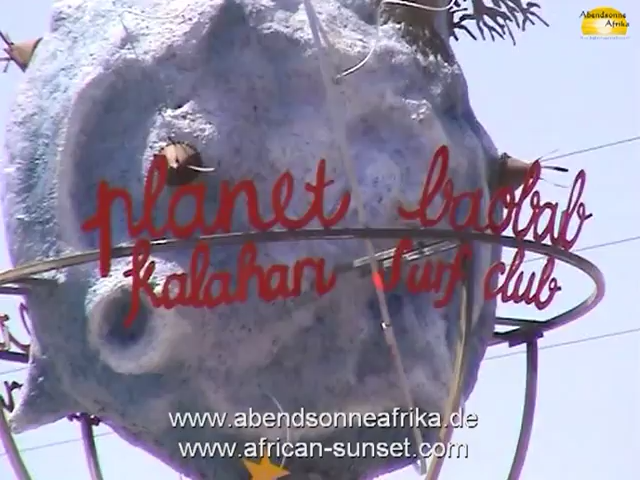 Abendsonne
Afrika
planet baobab
Kalahari Surf club
www.abendsonneafrika.de
www.african-sunset.com